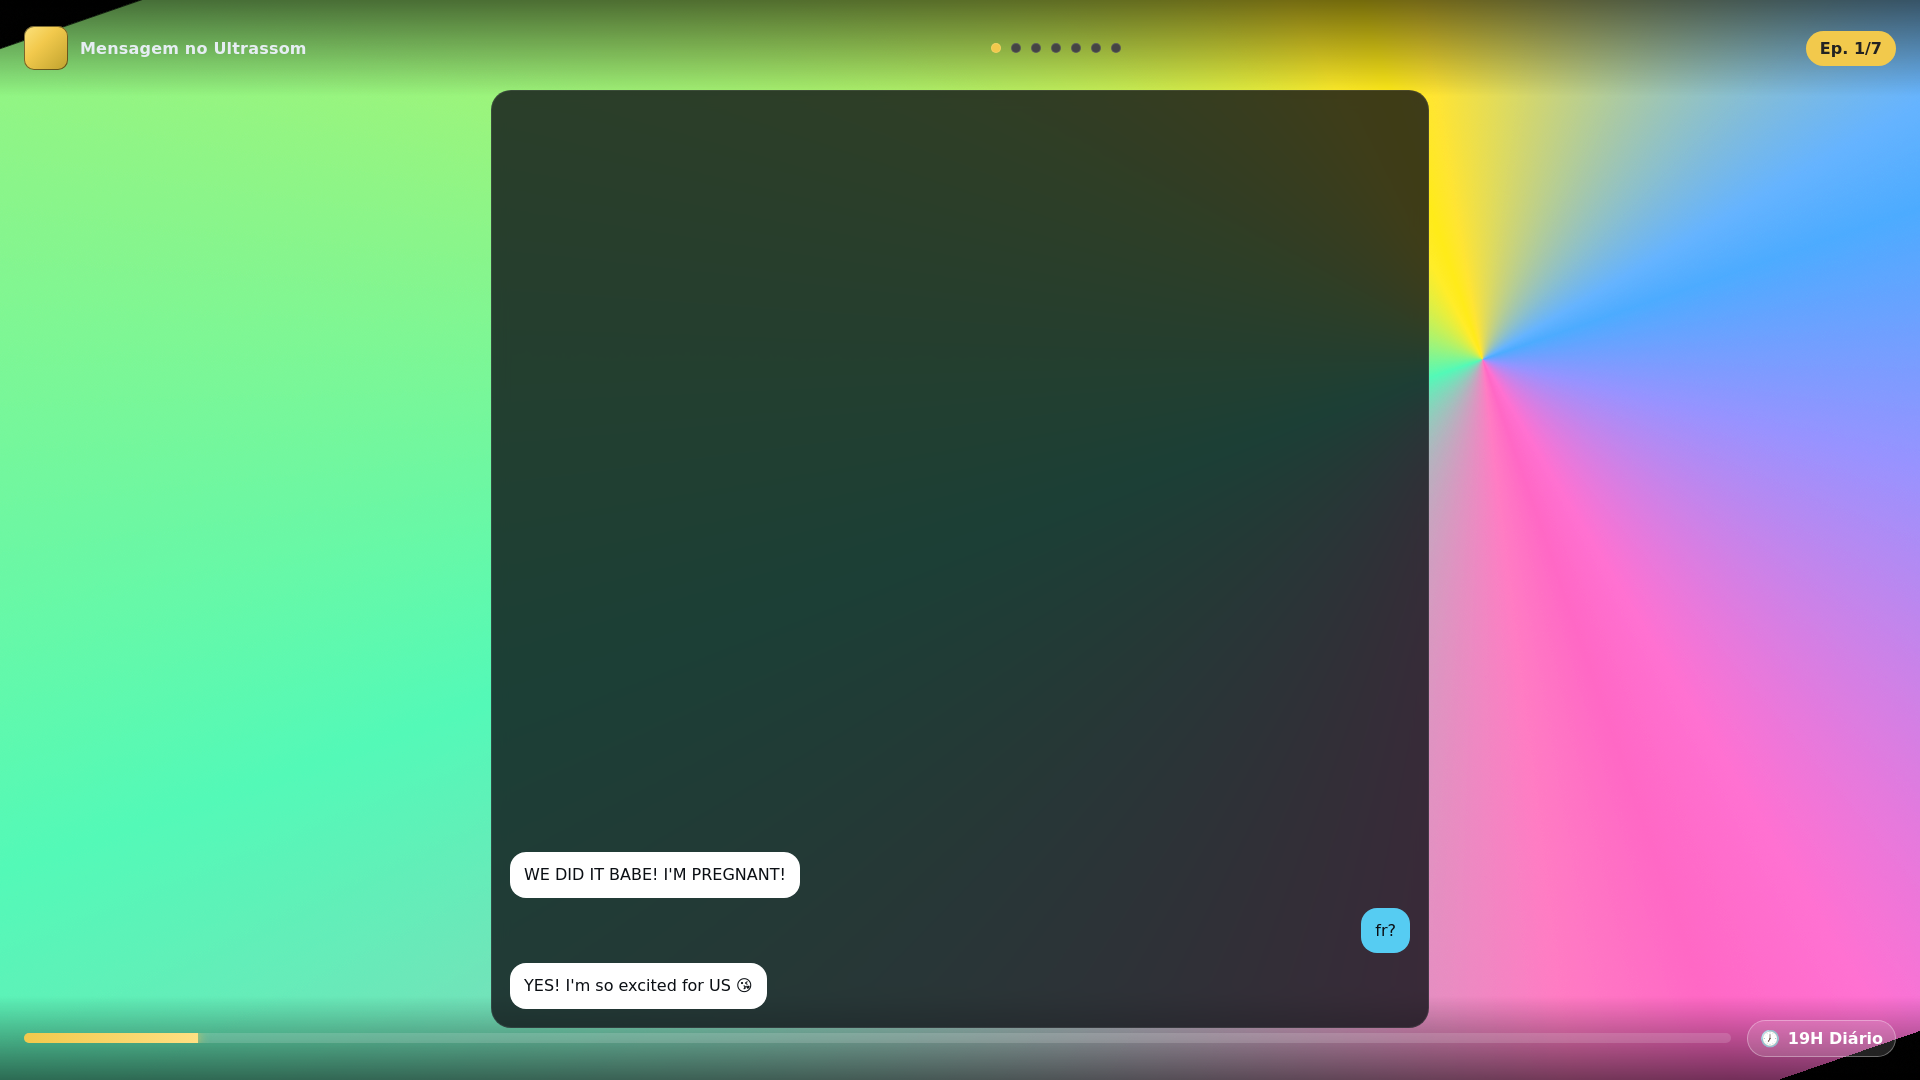 Mensagem no Ultrassom
Ep. 1/7
WE DID IT BABE! I'M PREGNANT!
fr?
YES! I'm so excited for US 😘
🕖 19H Diário